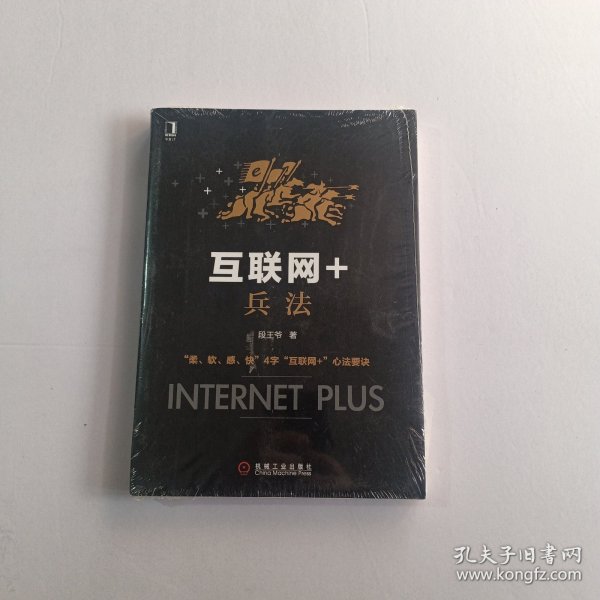 互联网+
兵法
段王爷 著
“柔、软、感、快”4字“互联网+”心法要诀
INTERNET PLUS
机械工业出版社
China Machine Press
孔夫子旧书网
www.kongfz.com